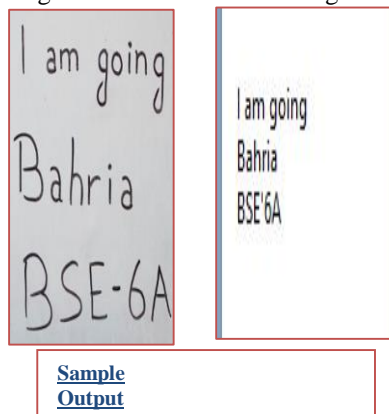 I am going
Bahria
BSE-6A
I am going
Bahria
BSE'6A
Sample
Output